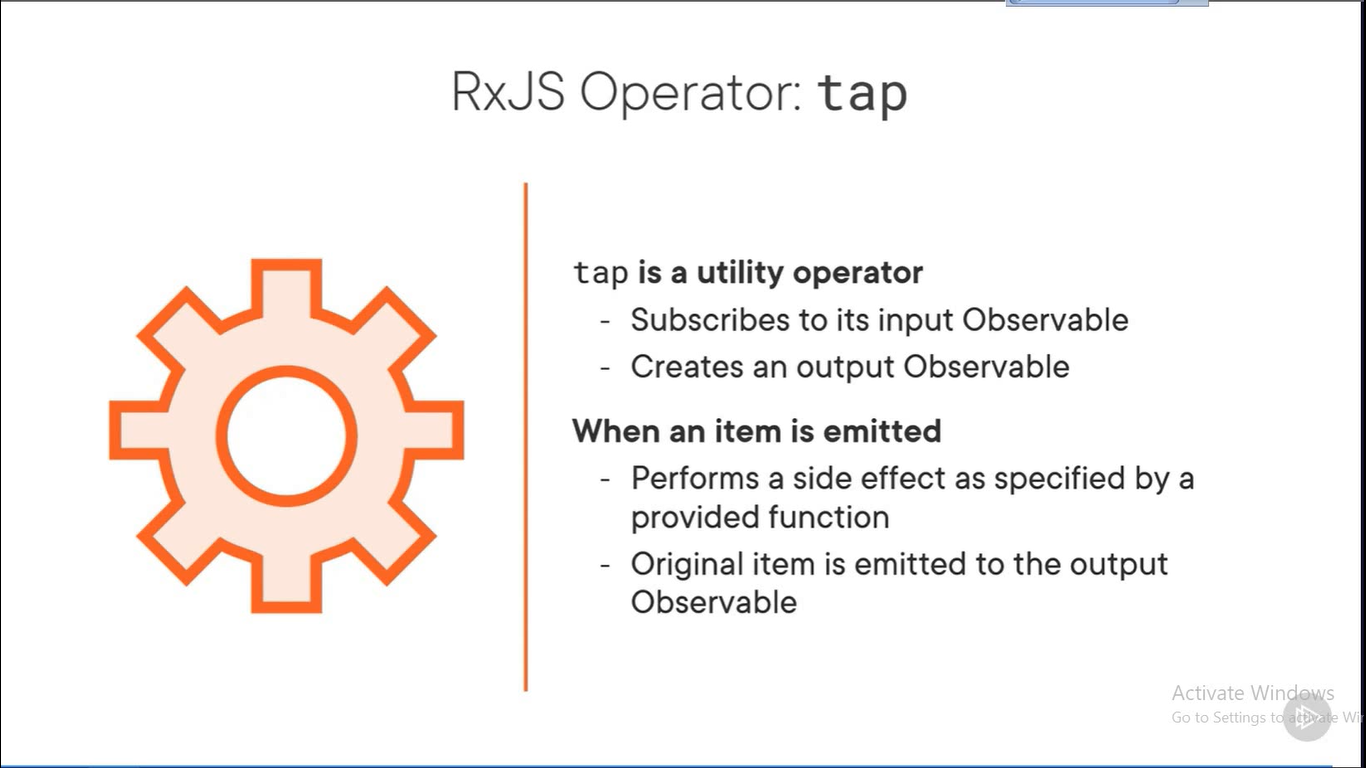 RxJS Operator: tap
tap is a utility operator
- Subscribes to its input Observable
- Creates an output Observable
When an item is emitted
- Performs a side effect as specified by a
provided function
- Original item is emitted to the output
Observable
Activate Windows
Go to Settings to activate Wi